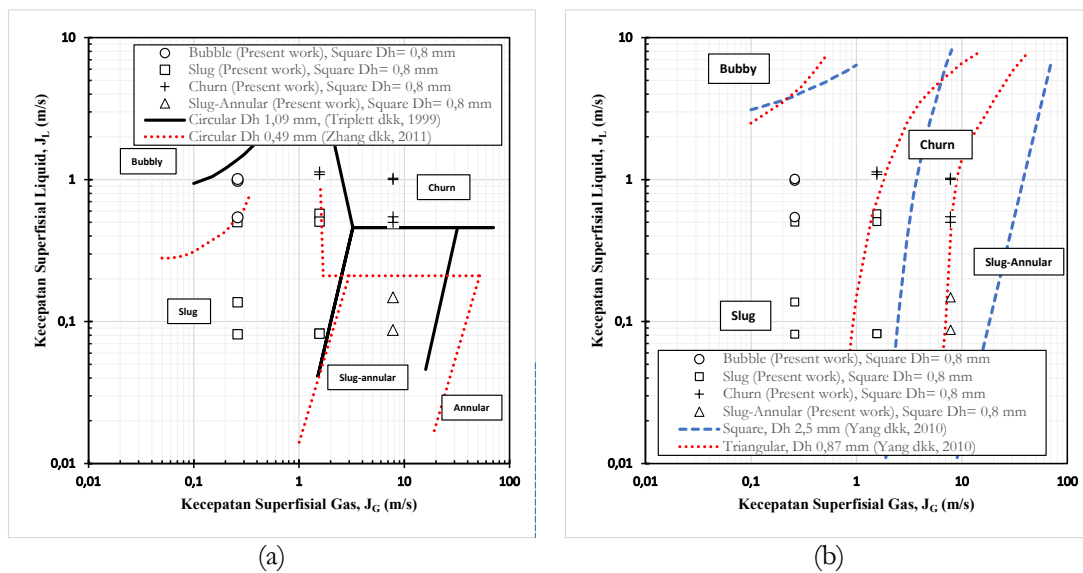 10
1
0,1
0,01
Kecepatan Superfisial Liquid, J_L (m/s)
Bubble (Present work), Square Dh= 0,8 mm
Slug (Present work), Square Dh= 0,8 mm
Churn (Present work), Square Dh= 0,8 mm
Slug-Annular (Present work), Square Dh= 0,8 mm
Circular Dh 1,09 mm, (Triplett dkk, 1999)
Circular Dh 0,49 mm (Zhang dkk, 2011)
Bubbly
Churn
Slug
Slug-annular
Annular
0,01
0,1
1
10
100
Kecepatan Superfisial Gas, J_G (m/s)
(a)
10
1
0,1
0,01
Kecepatan Superfisial Liquid, J_L (m/s)
Bubby
Churn
Slug-Annular
Slug
Bubble (Present work), Square Dh= 0,8 mm
Slug (Present work), Square Dh= 0,8 mm
Churn (Present work), Square Dh= 0,8 mm
Slug-Annular (Present work), Square Dh= 0,8 mm
Square, Dh 2,5 mm (Yang dkk, 2010)
Triangular, Dh 0,87 mm (Yang dkk, 2010)
0,01
0,1
1
10
100
Kecepatan Superfisial Gas, J_G (m/s)
(b)